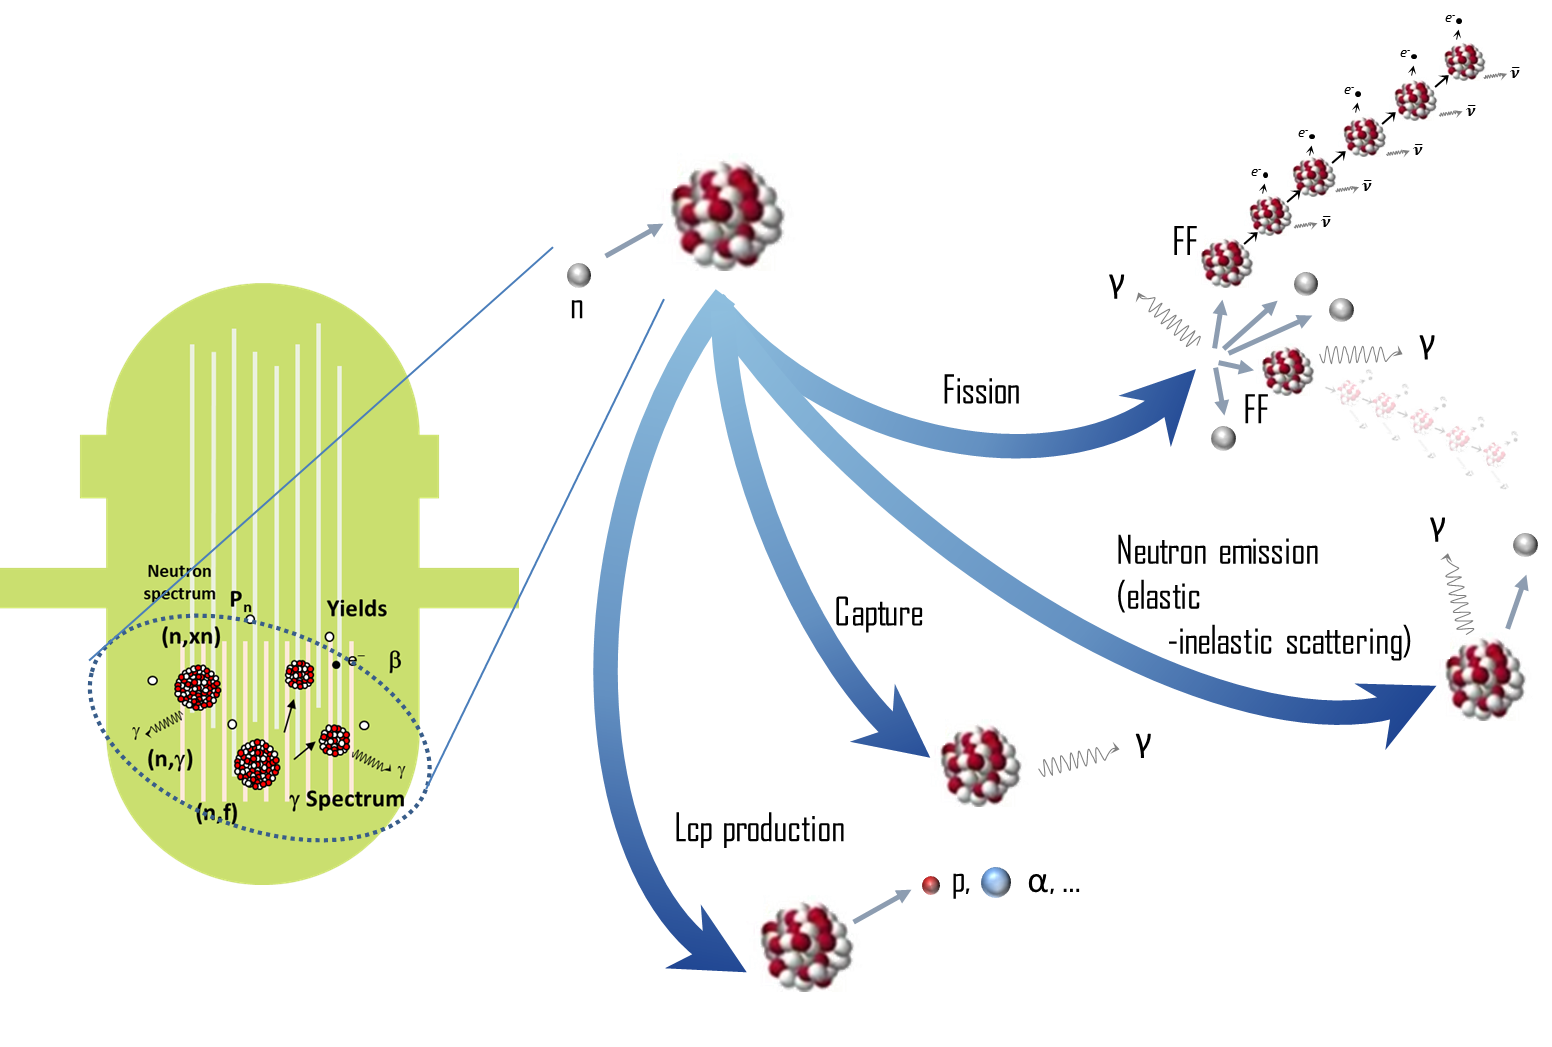 e⁻
ν̅
e⁻
ν̅
e⁻
ν̅
e⁻
ν̅
e⁻
ν̅
FF
γ
n
γ
Fission
FF
γ
Neutron emission
(elastic
-inelastic scattering)
Capture
γ
Lcp production
p, α, ...
Neutron
spectrum
Pn
Yields
(n,xn)
e⁻ β
γ
(n,γ)
γ
γ Spectrum
(n,f)